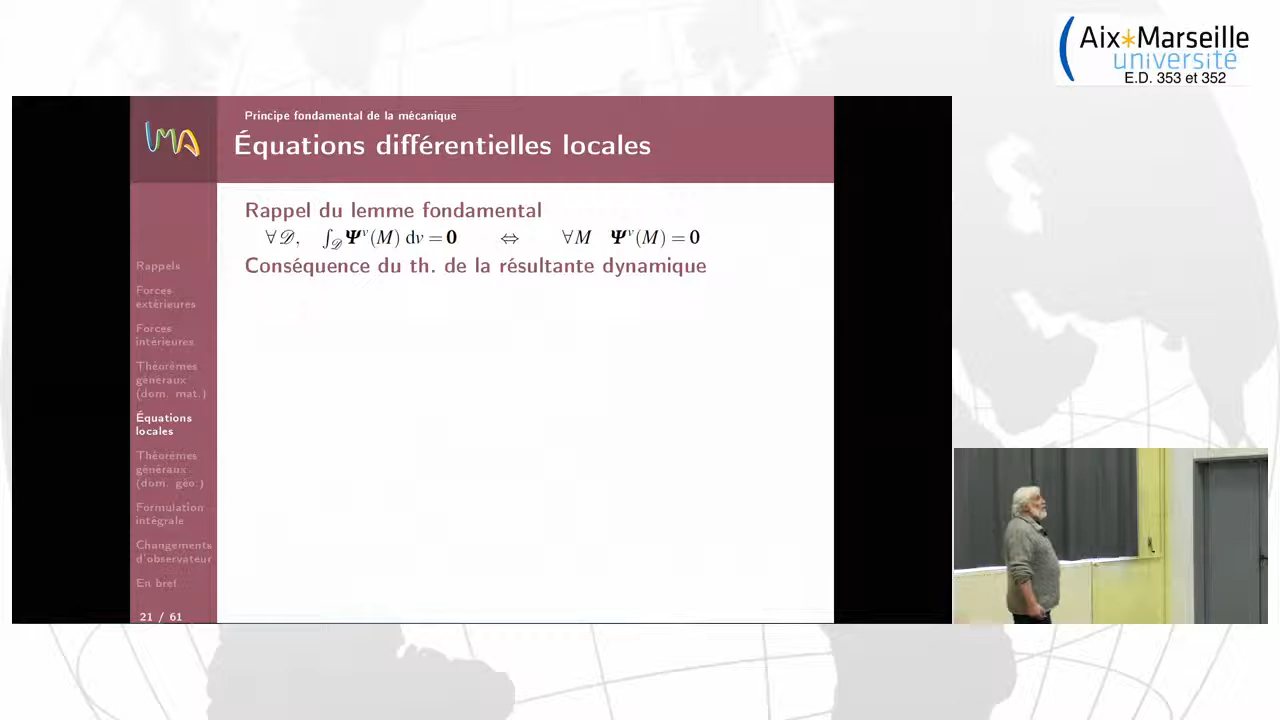 Aix*Marseille
université
E.D. 353 et 352
Principe fondamental de la mécanique
LMA
Équations différentielles locales
Rappel du lemme fondamental
∀ 𝒟, ∫_𝒟 Ψᵛ(M) dv = 0 ⇔ ∀M Ψᵛ(M) = 0
Conséquence du th. de la résultante dynamique
Rappels
Forces
extérieures
Forces
intérieures
Théorèmes
généraux
(dom. mat.)
Équations
locales
Théorèmes
généraux
(dom. géo.)
Formulation
intégrale
Changements
d'observateur
En bref
21 / 61